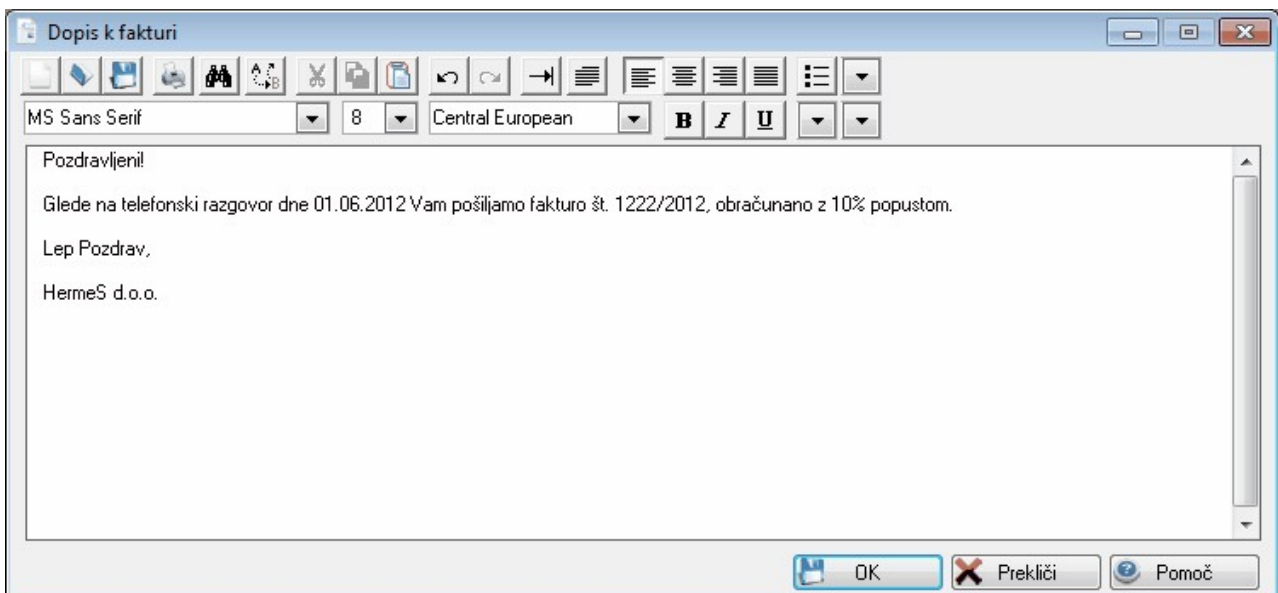 Dopis k fakturi
MS Sans Serif 8 Central European B I U
Pozdravljeni!
Glede na telefonski razgovor dne 01.06.2012 Vam pošiljamo fakturo št. 1222/2012, obračunano z 10% popustom.
Lep Pozdrav,
HermeS d.o.o.
OK Prekliči Pomoč